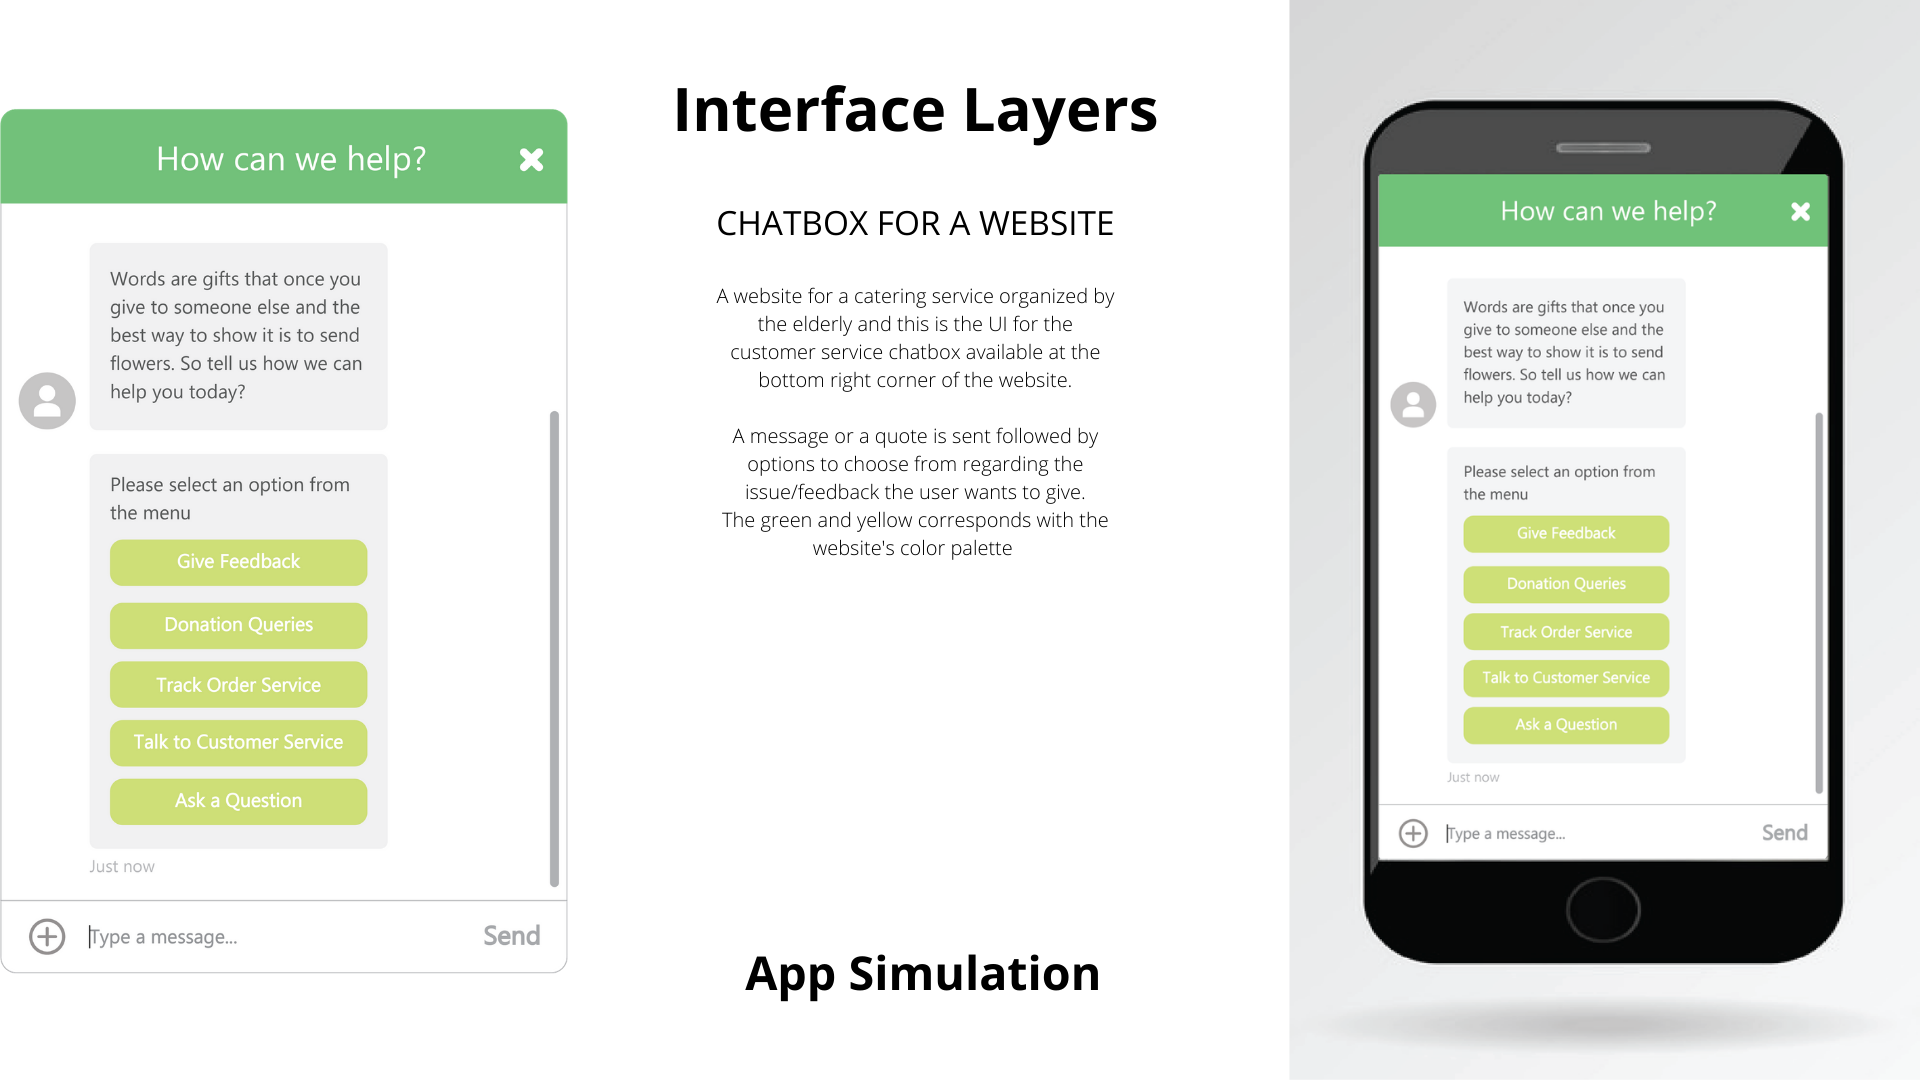 How can we help?
Words are gifts that once you
give to someone else and the
best way to show it is to send
flowers. So tell us how we can
help you today?
Please select an option from
the menu
Give Feedback
Donation Queries
Track Order Service
Talk to Customer Service
Ask a Question
Just now
Type a message...
Send
Interface Layers
CHATBOX FOR A WEBSITE
A website for a catering service organized by
the elderly and this is the UI for the
customer service chatbox available at the
bottom right corner of the website.
A message or a quote is sent followed by
options to choose from regarding the
issue/feedback the user wants to give.
The green and yellow corresponds with the
website's color palette
App Simulation
How can we help?
Words are gifts that once you
give to someone else and the
best way to show it is to send
flowers. So tell us how we can
help you today?
Please select an option from
the menu
Give Feedback
Donation Queries
Track Order Service
Talk to Customer Service
Ask a Question
Just now
Type a message...
Send